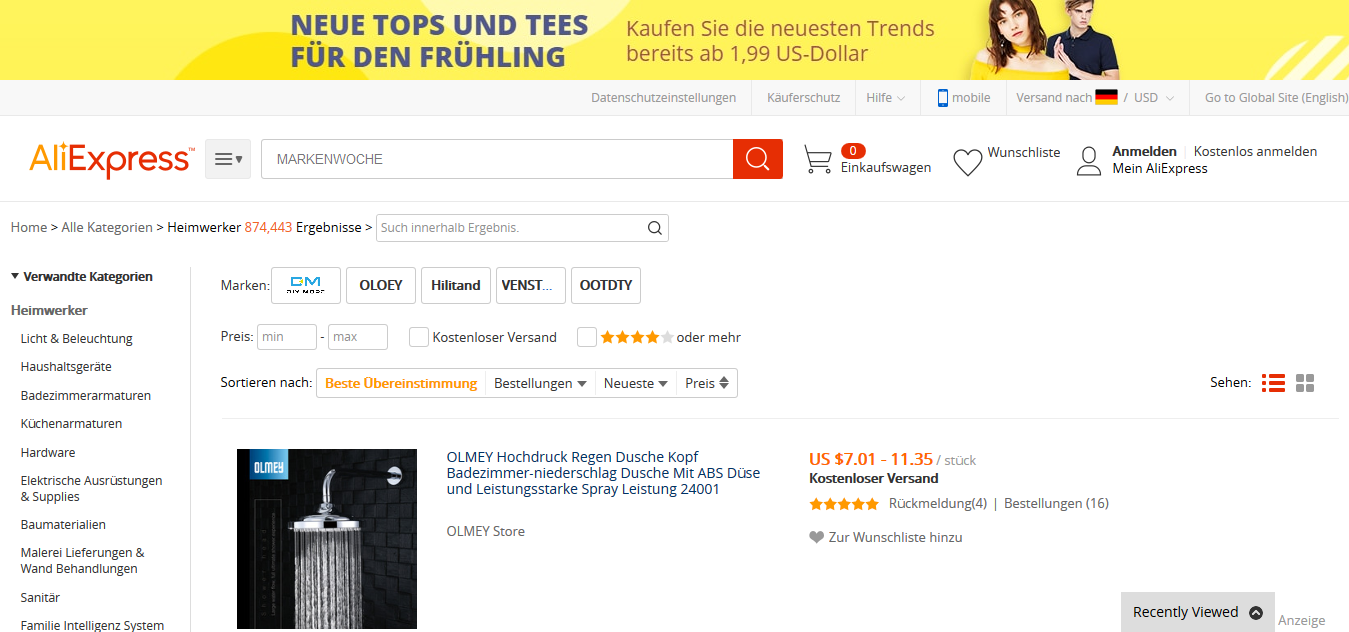 NEUE TOPS UND TEES
FÜR DEN FRÜHLING
Kaufen Sie die neuesten Trends
bereits ab 1,99 US-Dollar
Datenschutzeinstellungen
Käuferschutz
Hilfe
mobile
Versand nach / USD
Go to Global Site (English)
AliExpress™
MARKENWOCHE
0
Einkaufswagen
Wunschliste
Anmelden | Kostenlos anmelden
Mein AliExpress
Home > Alle Kategorien > Heimwerker 874,443 Ergebnisse > Such innerhalb Ergebnis.
Verwandte Kategorien
Heimwerker
Licht & Beleuchtung
Haushaltsgeräte
Badezimmerarmaturen
Küchenarmaturen
Hardware
Elektrische Ausrüstungen
& Supplies
Baumaterialien
Malerei Lieferungen &
Wand Behandlungen
Sanitär
Familie Intelligenz System
Marken: OLOEY Hilitand VENST... OOTDTY
Preis: min - max Kostenloser Versand oder mehr
Sortieren nach: Beste Übereinstimmung Bestellungen Neueste Preis
Sehen:
OLMEY
OLMEY Hochdruck Regen Dusche Kopf
Badezimmer-niederschlag Dusche Mit ABS Düse
und Leistungsstarke Spray Leistung 24001
OLMEY Store
US $7.01 - 11.35 / stück
Kostenloser Versand
Rückmeldung(4) | Bestellungen (16)
Zur Wunschliste hinzu
Recently Viewed
Anzeige